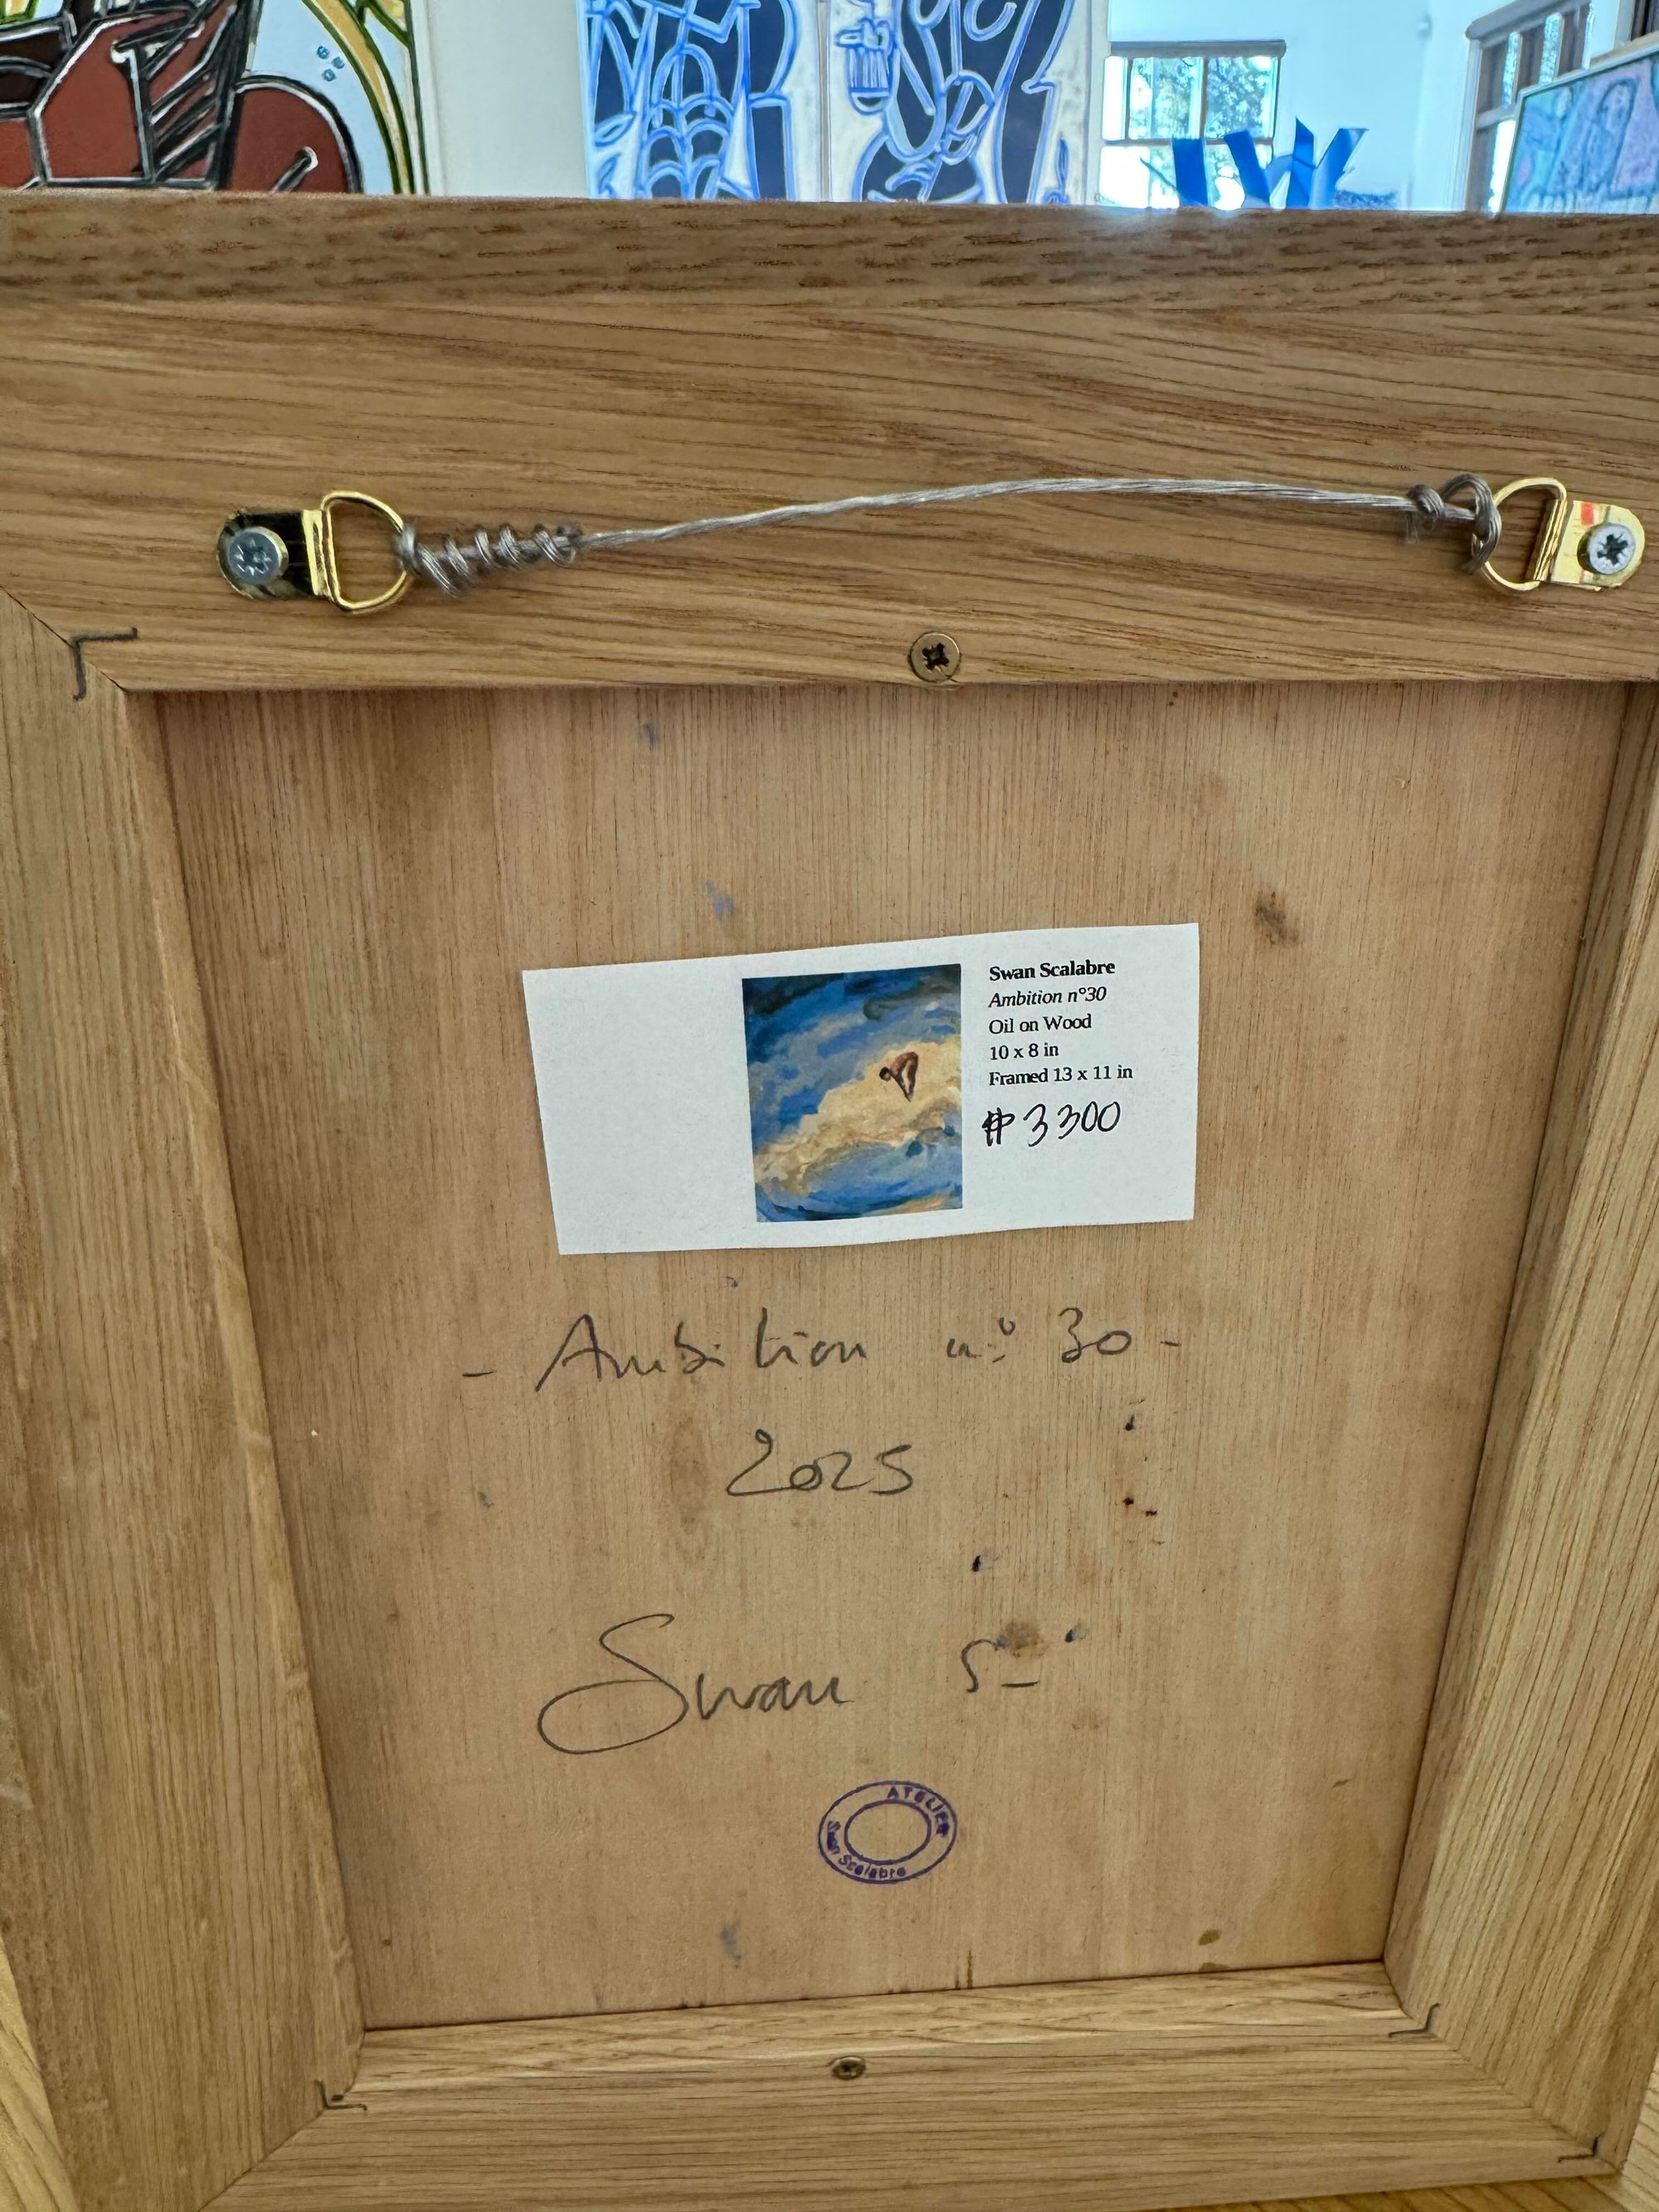 Swan Scalabre
Ambition n°30
Oil on Wood
10 x 8 in
Framed 13 x 11 in
$3300
- Ambition n° 30 -
2025
Swan S
ATELIER
Swan Scalabre